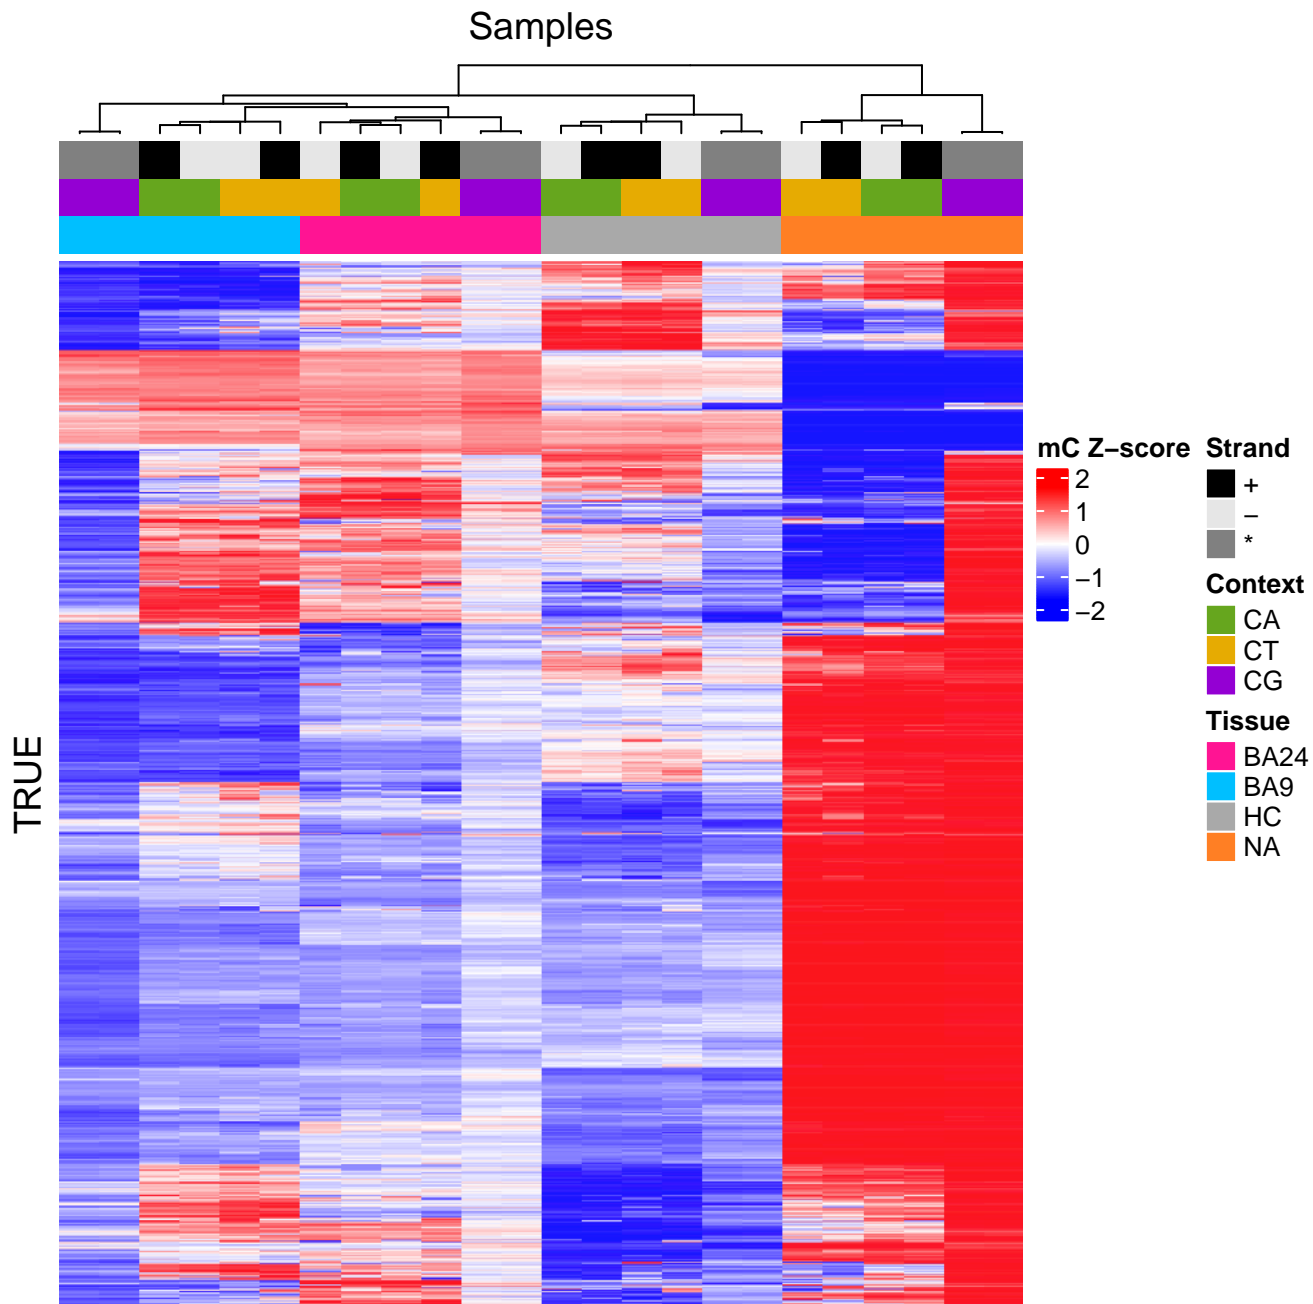 Samples
TRUE
mC Z−score
2
1
0
−1
−2
Strand
+
−
*
Context
CA
CT
CG
Tissue
BA24
BA9
HC
NA